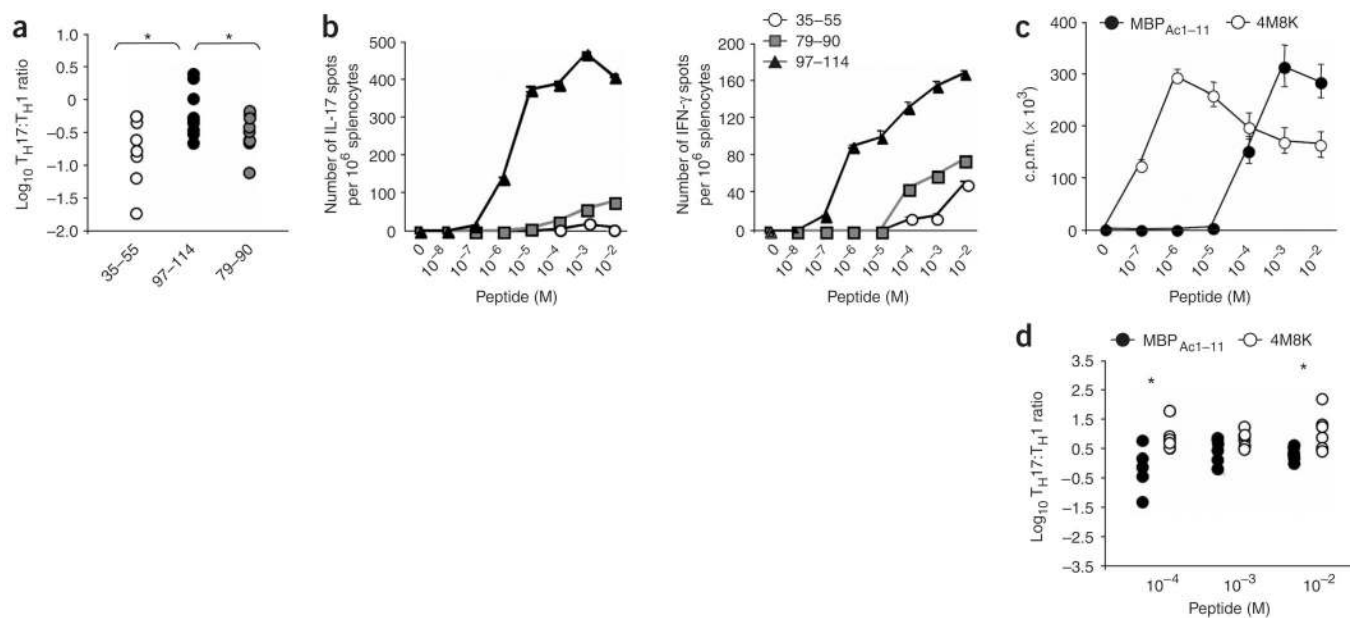 a
Log10 TH17:TH1 ratio
1.0
0.5
0
−0.5
−1.0
−1.5
−2.0
* *
35–55
97–114
79–90
b
Number of IL-17 spots
per 10^6 splenocytes
500
400
300
200
100
0
0 10^−8 10^−7 10^−6 10^−5 10^−4 10^−3 10^−2
Peptide (M)
35–55
79–90
97–114
Number of IFN-γ spots
per 10^6 splenocytes
200
160
120
80
40
0
0 10^−8 10^−7 10^−6 10^−5 10^−4 10^−3 10^−2
Peptide (M)
c
MBPAc1–11 4M8K
c.p.m. (× 10^3)
400
300
200
100
0
0 10^−7 10^−6 10^−5 10^−4 10^−3 10^−2
Peptide (M)
d
MBPAc1–11 4M8K
Log10 TH17:TH1 ratio
3.5
2.5
1.5
0.5
−0.5
−1.5
−2.5
−3.5
* *
10^−4 10^−3 10^−2
Peptide (M)